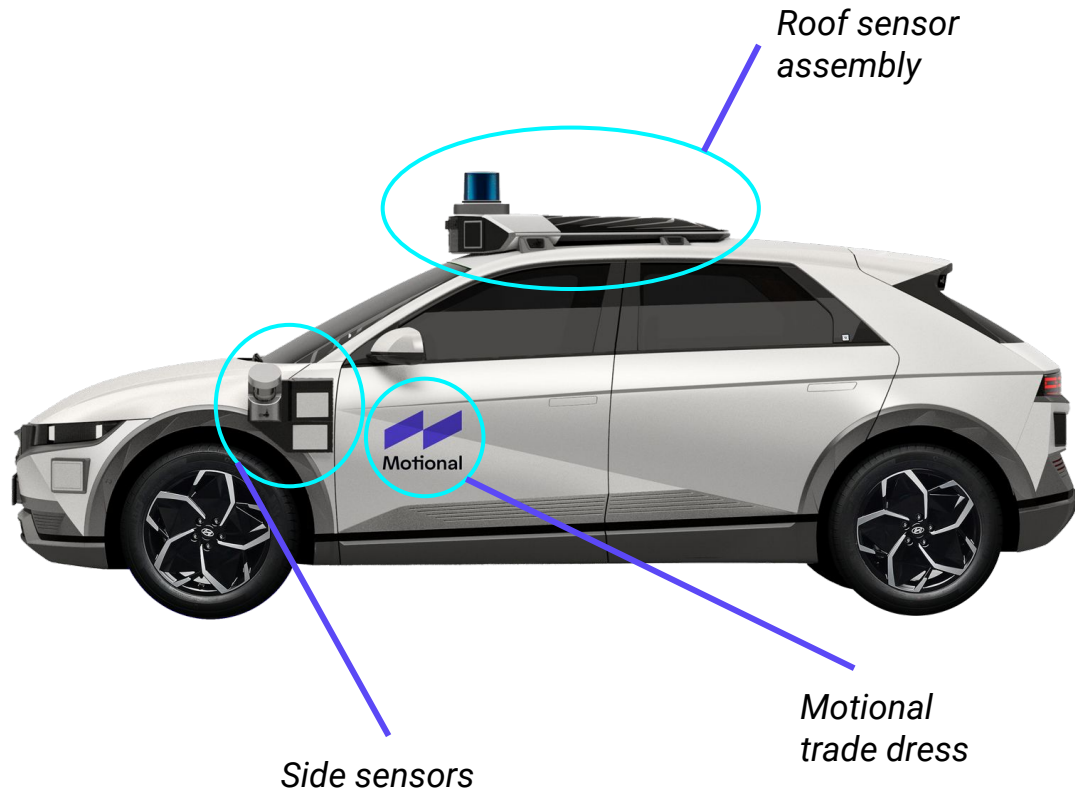 Roof sensor
assembly
Motional
Motional
trade dress
Side sensors